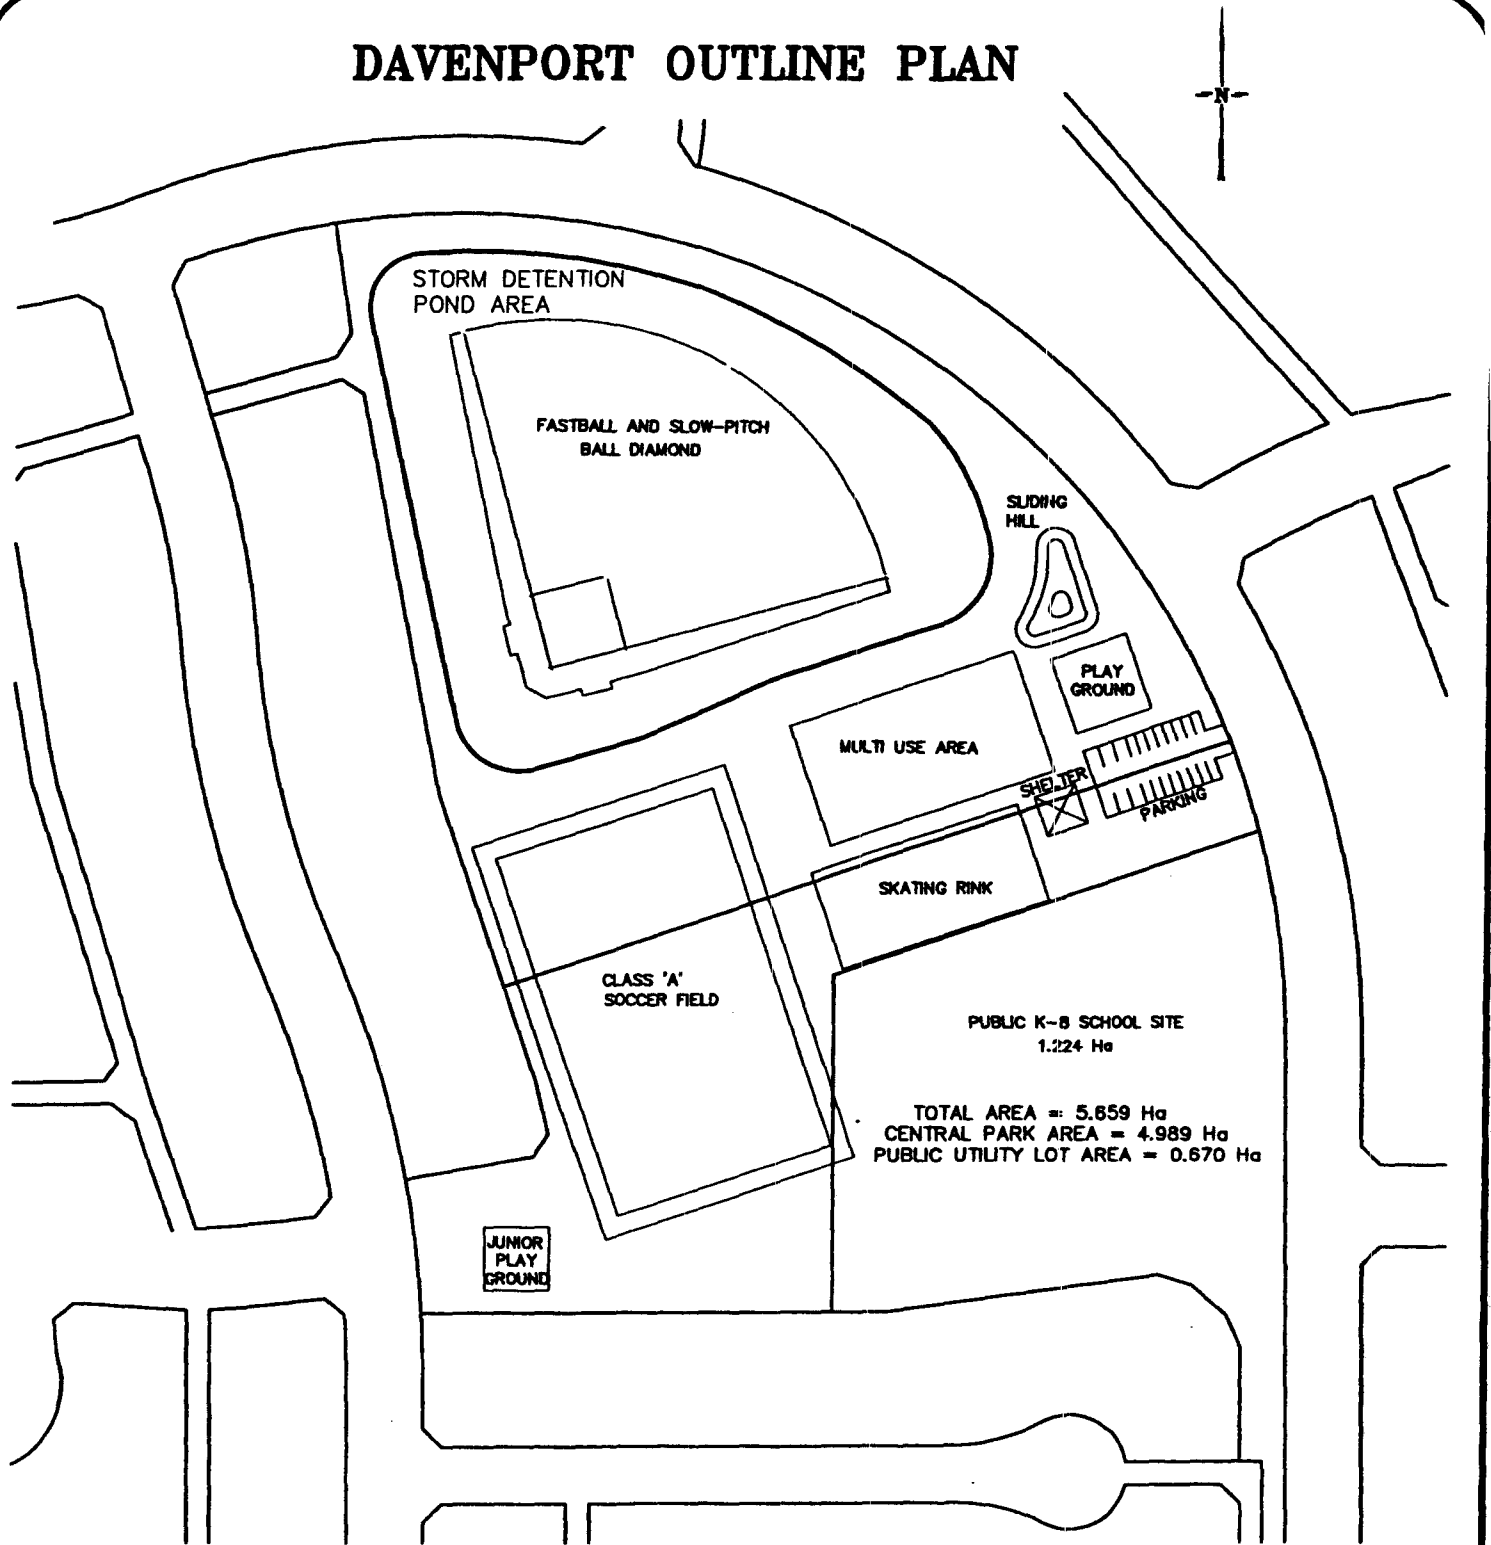 DAVENPORT OUTLINE PLAN
N
STORM DETENTION
POND AREA
FASTBALL AND SLOW-PITCH
BALL DIAMOND
SLIDING
HILL
PLAY
GROUND
MULTI USE AREA
SHELTER
PARKING
SKATING RINK
CLASS 'A'
SOCCER FIELD
PUBLIC K-8 SCHOOL SITE
1.224 Ha
TOTAL AREA = 5.659 Ha
CENTRAL PARK AREA = 4.989 Ha
PUBLIC UTILITY LOT AREA = 0.670 Ha
JUNIOR
PLAY
GROUND